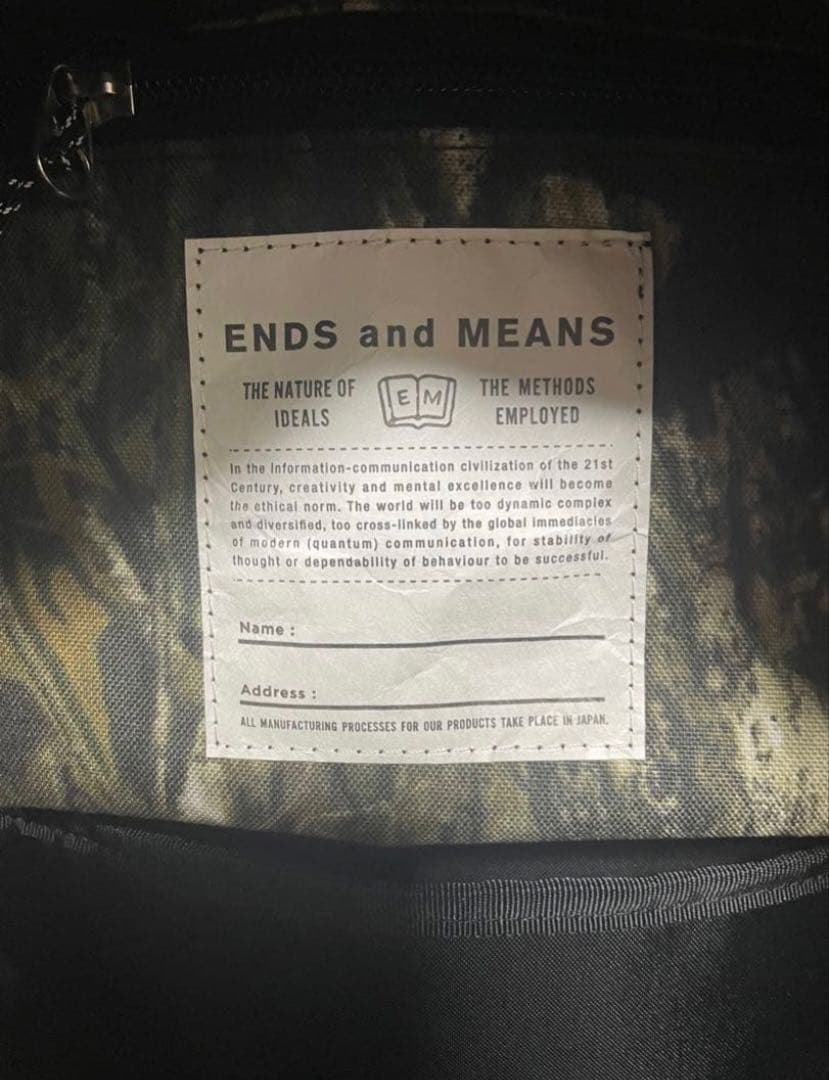 ENDS and MEANS
THE NATURE OF
IDEALS
E M
THE METHODS
EMPLOYED
In the Information-communication civilization of the 21st
Century, creativity and mental excellence will become
the ethical norm. The world will be too dynamic complex
and diversified, too cross-linked by the global immediacies
of modern (quantum) communication, for stability of
thought or dependability of behaviour to be successful.
Name :
Address :
ALL MANUFACTURING PROCESSES FOR OUR PRODUCTS TAKE PLACE IN JAPAN.